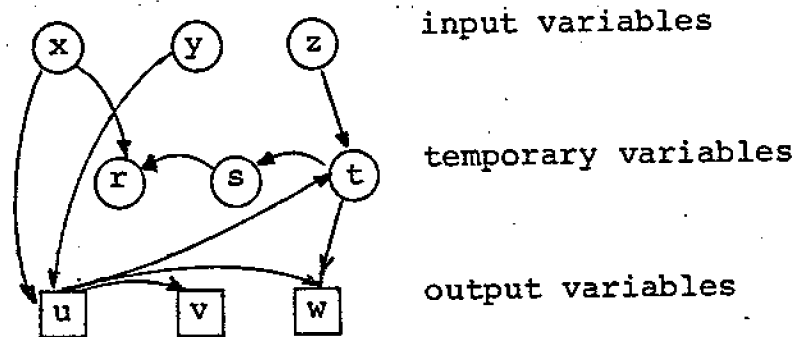 x y z input variables
r s t temporary variables
u v w output variables